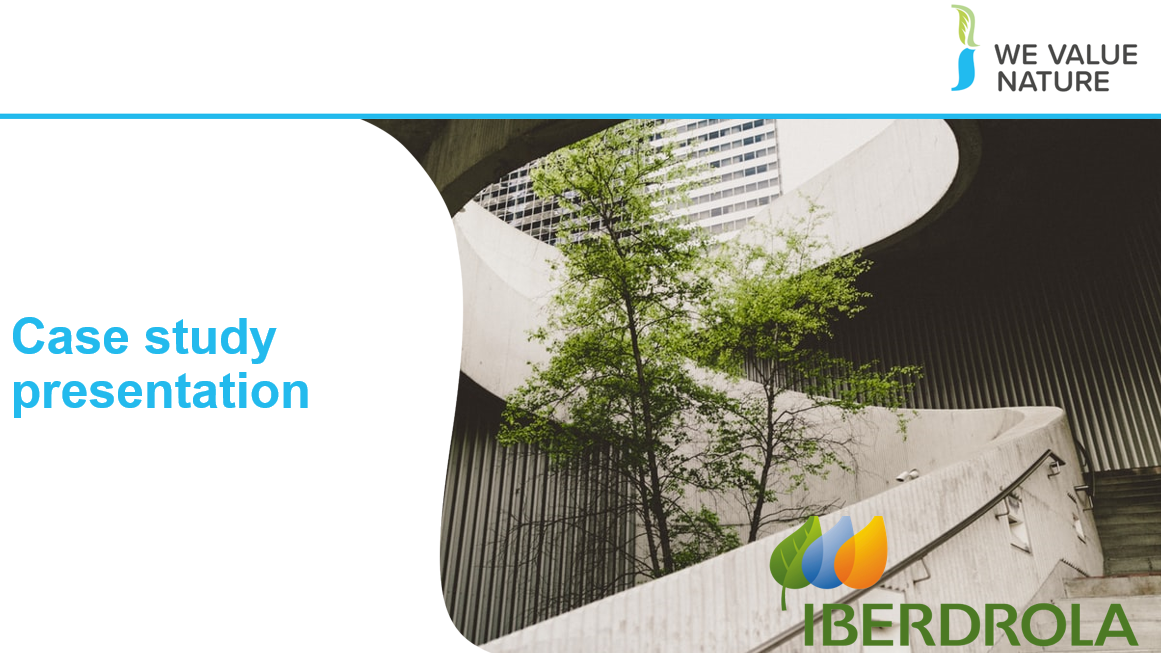 WE VALUE
NATURE
Case study
presentation
IBERDROLA